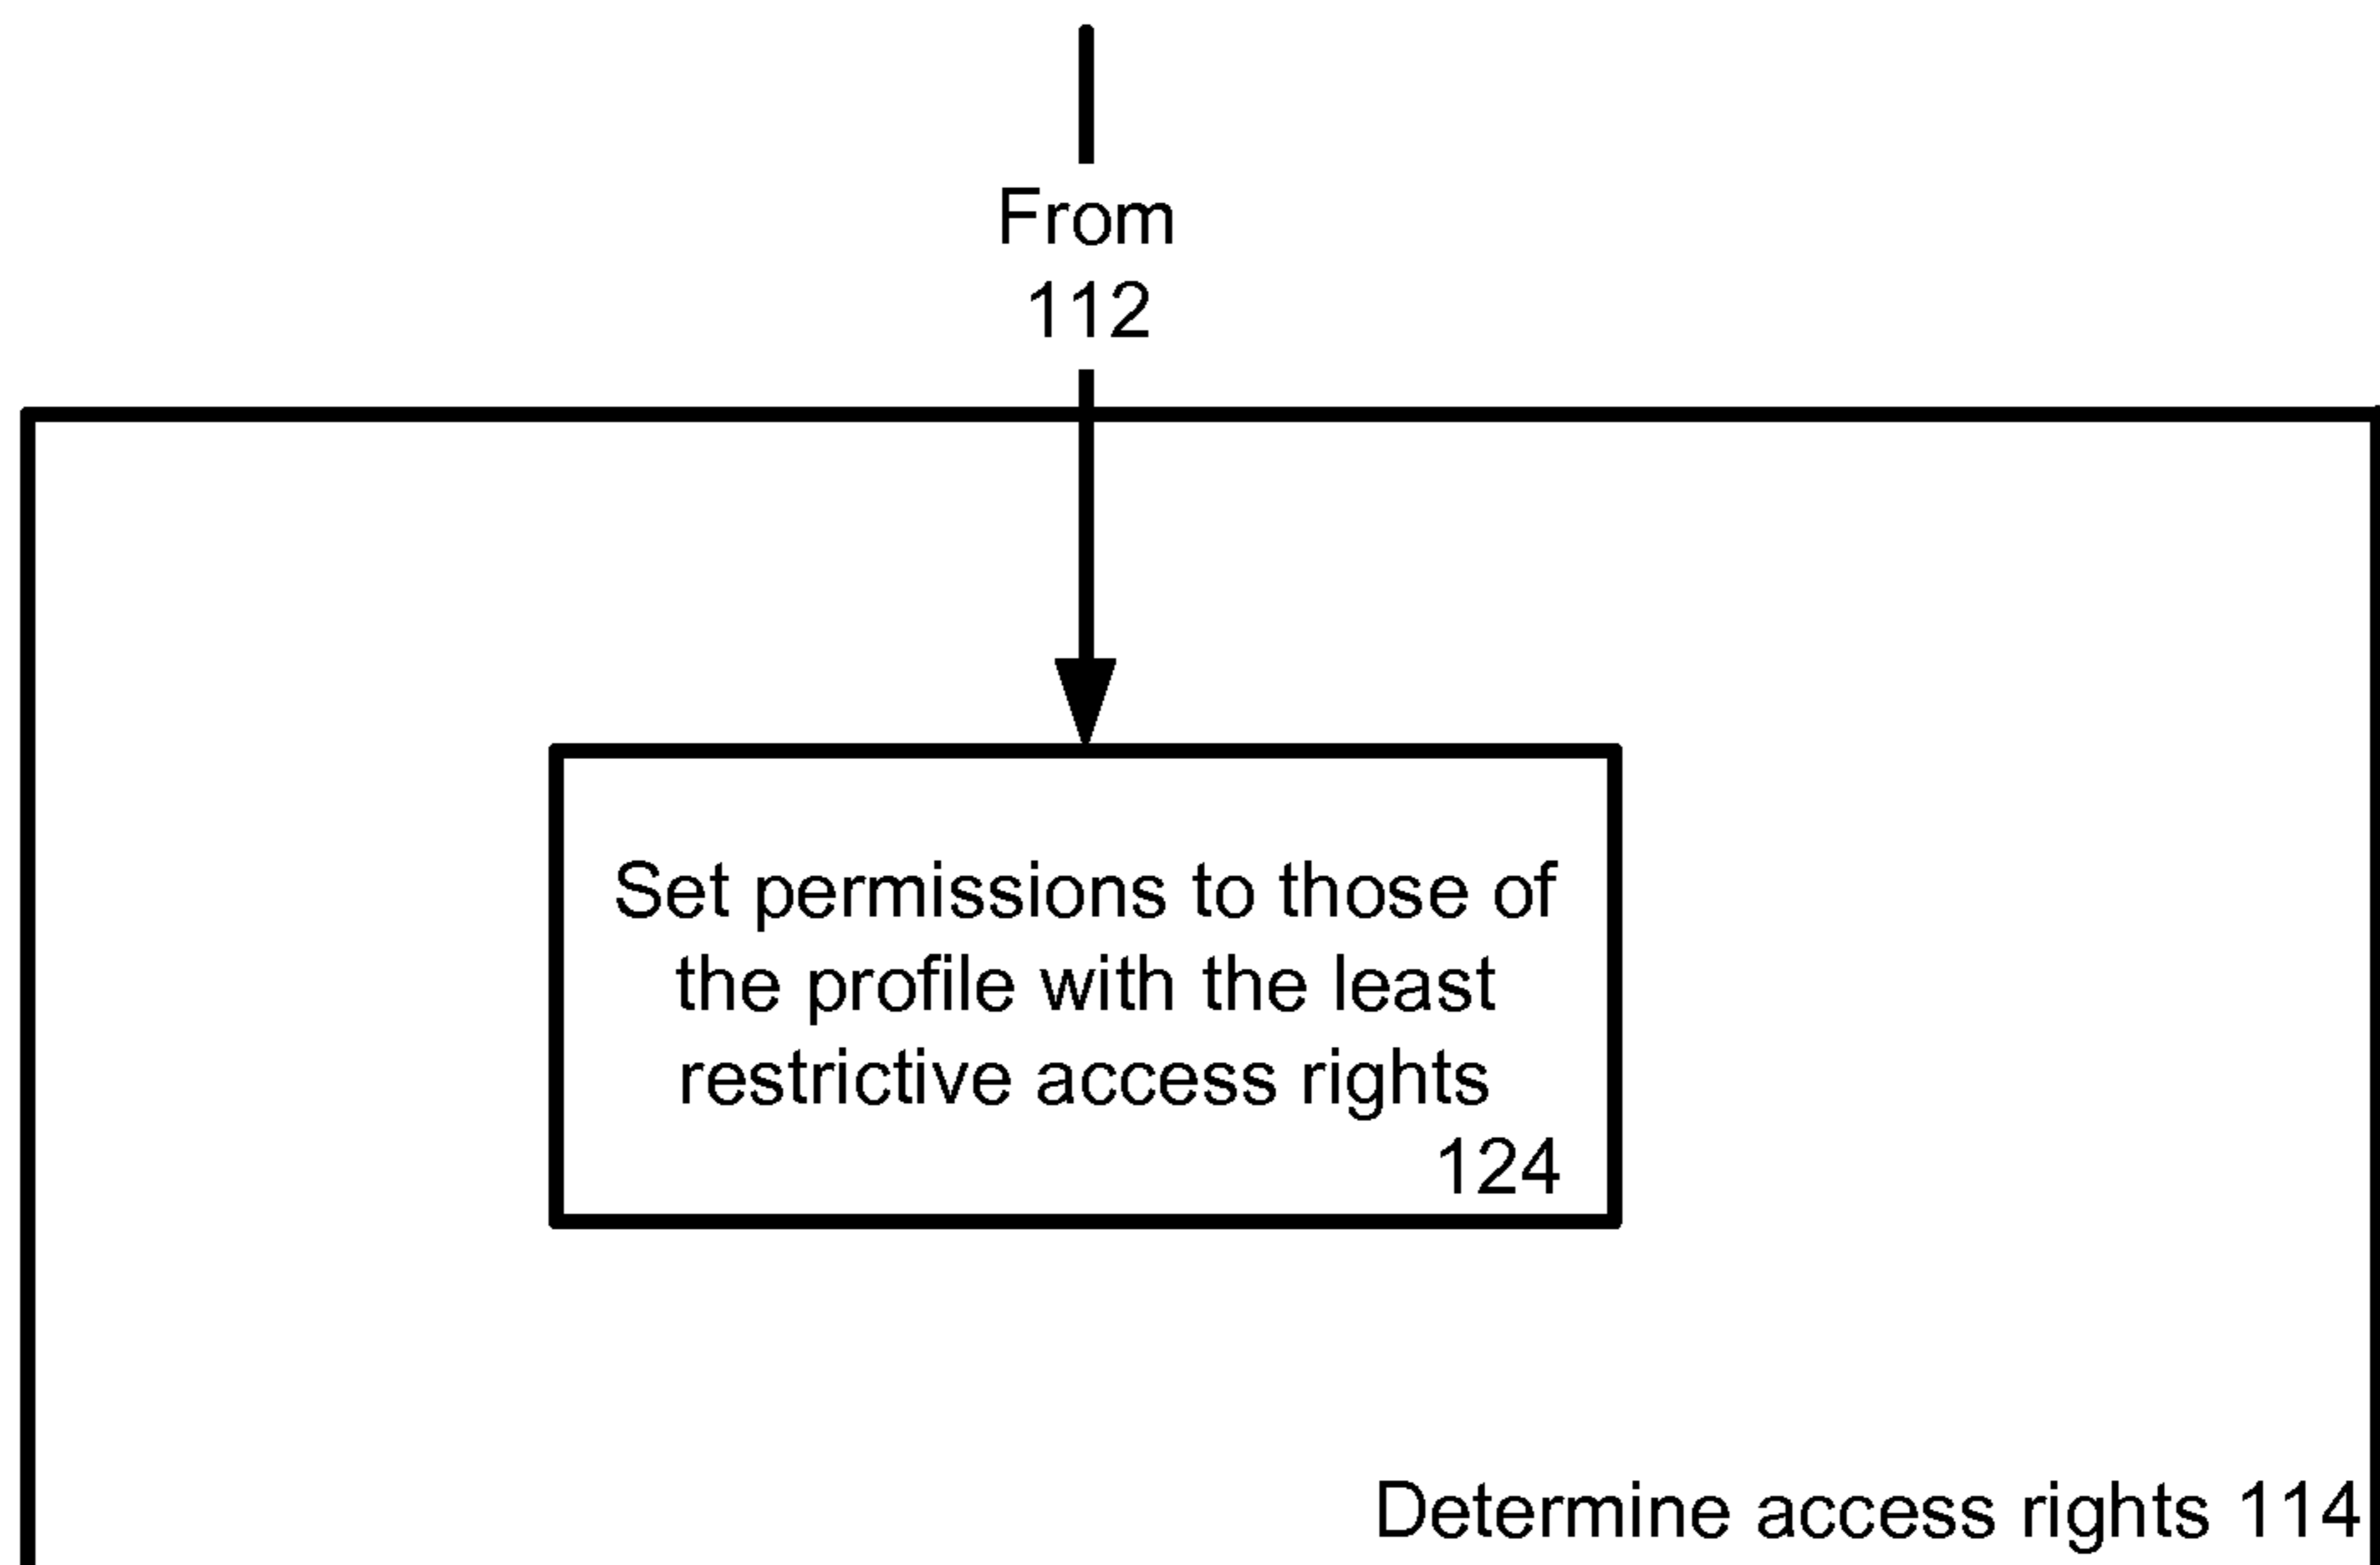 From
112
Set permissions to those of
the profile with the least
restrictive access rights
124
Determine access rights 114